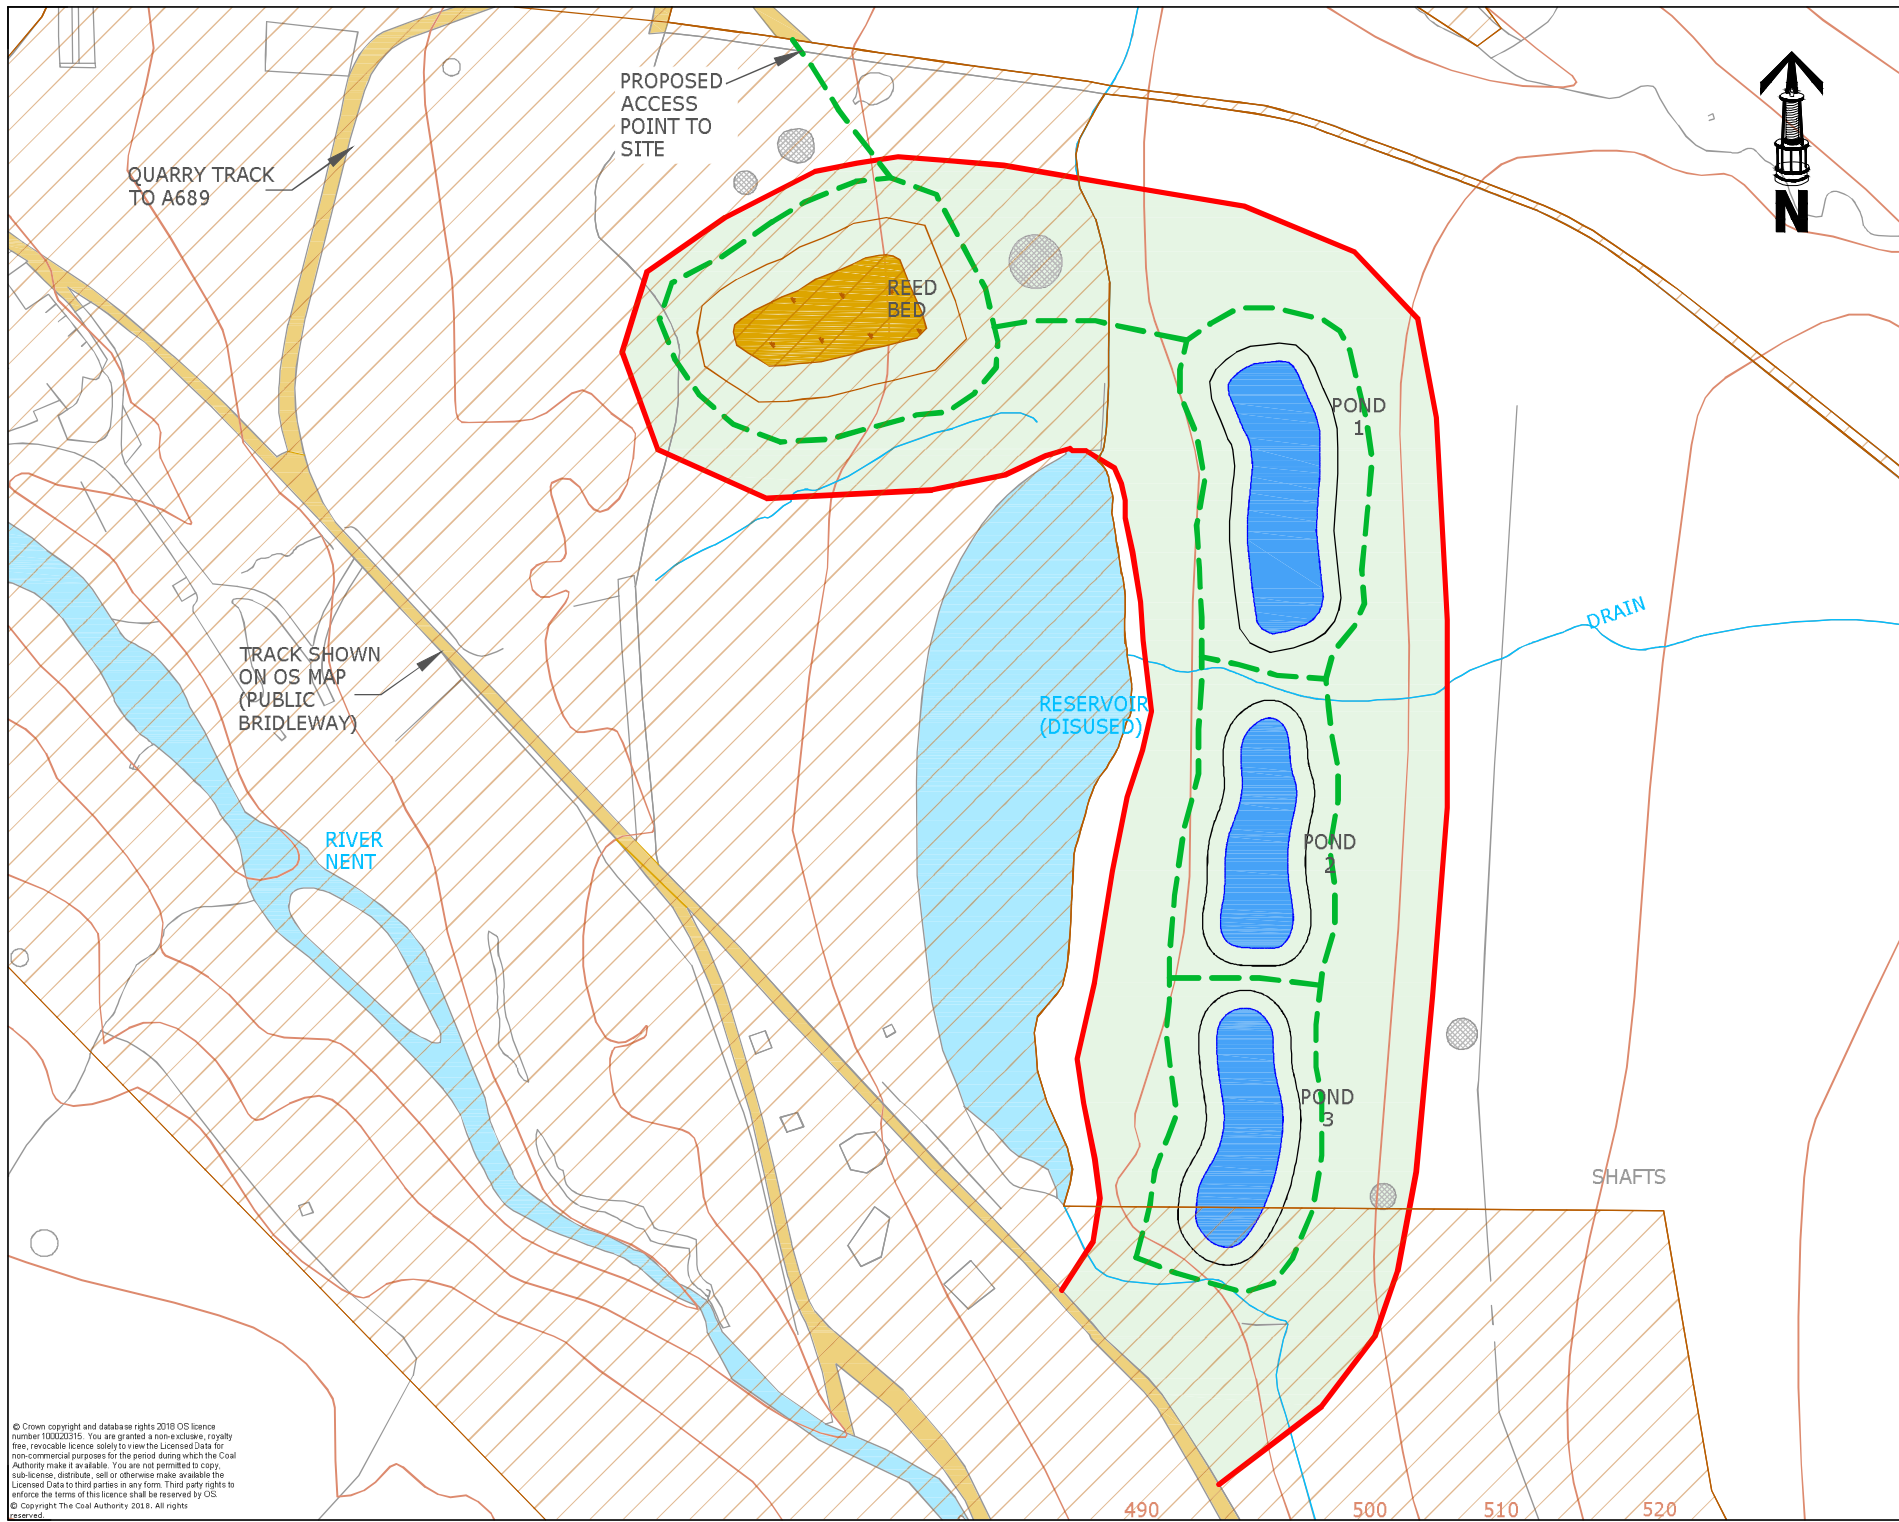 PROPOSED
ACCESS
POINT TO
SITE
QUARRY TRACK
TO A689
N
REED
BED
POND
1
DRAIN
TRACK SHOWN
ON OS MAP
(PUBLIC
BRIDLEWAY)
RESERVOIR
(DISUSED)
RIVER
NENT
POND
2
POND
3
SHAFTS
© Crown copyright and database rights 2018 OS licence
number 100020315. You are granted a non-exclusive, royalty
free, revocable licence solely to view the Licensed Data for
non-commercial purposes for the period during which the Coal
Authority make it available. You are not permitted to copy,
sub-license, distribute, sell or otherwise make available the
Licensed Data to third parties in any form. Third party rights to
enforce the terms of this licence shall be reserved by OS.
© Copyright The Coal Authority 2018. All rights
reserved.
490
500
510
520